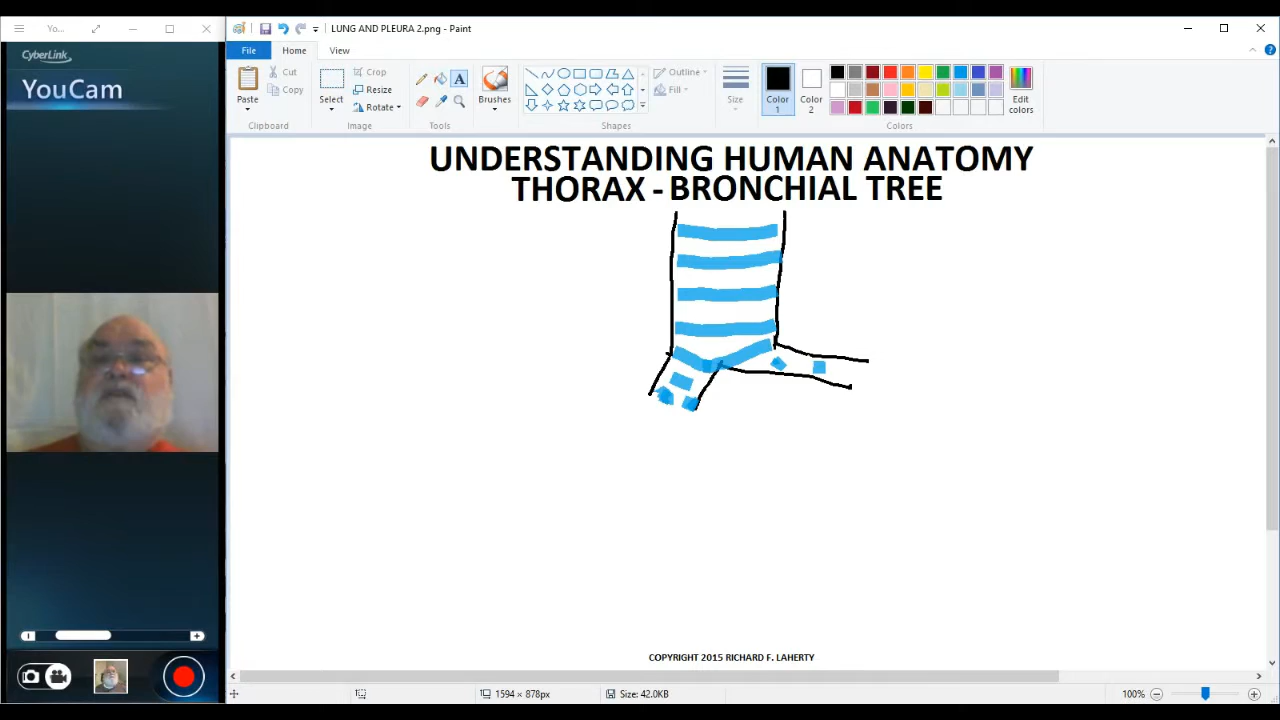 Yo...
LUNG AND PLEURA 2.png - Paint
CyberLink
YouCam
File
Home
View
Paste
Cut
Copy
Clipboard
Select
Crop
Resize
Rotate
Image
Tools
Brushes
Shapes
Outline
Fill
Size
Color
1
Color
2
Edit
colors
Colors
UNDERSTANDING HUMAN ANATOMY
THORAX - BRONCHIAL TREE
COPYRIGHT 2015 RICHARD F. LAHERTY
1594 × 878px
Size: 42.0KB
100%